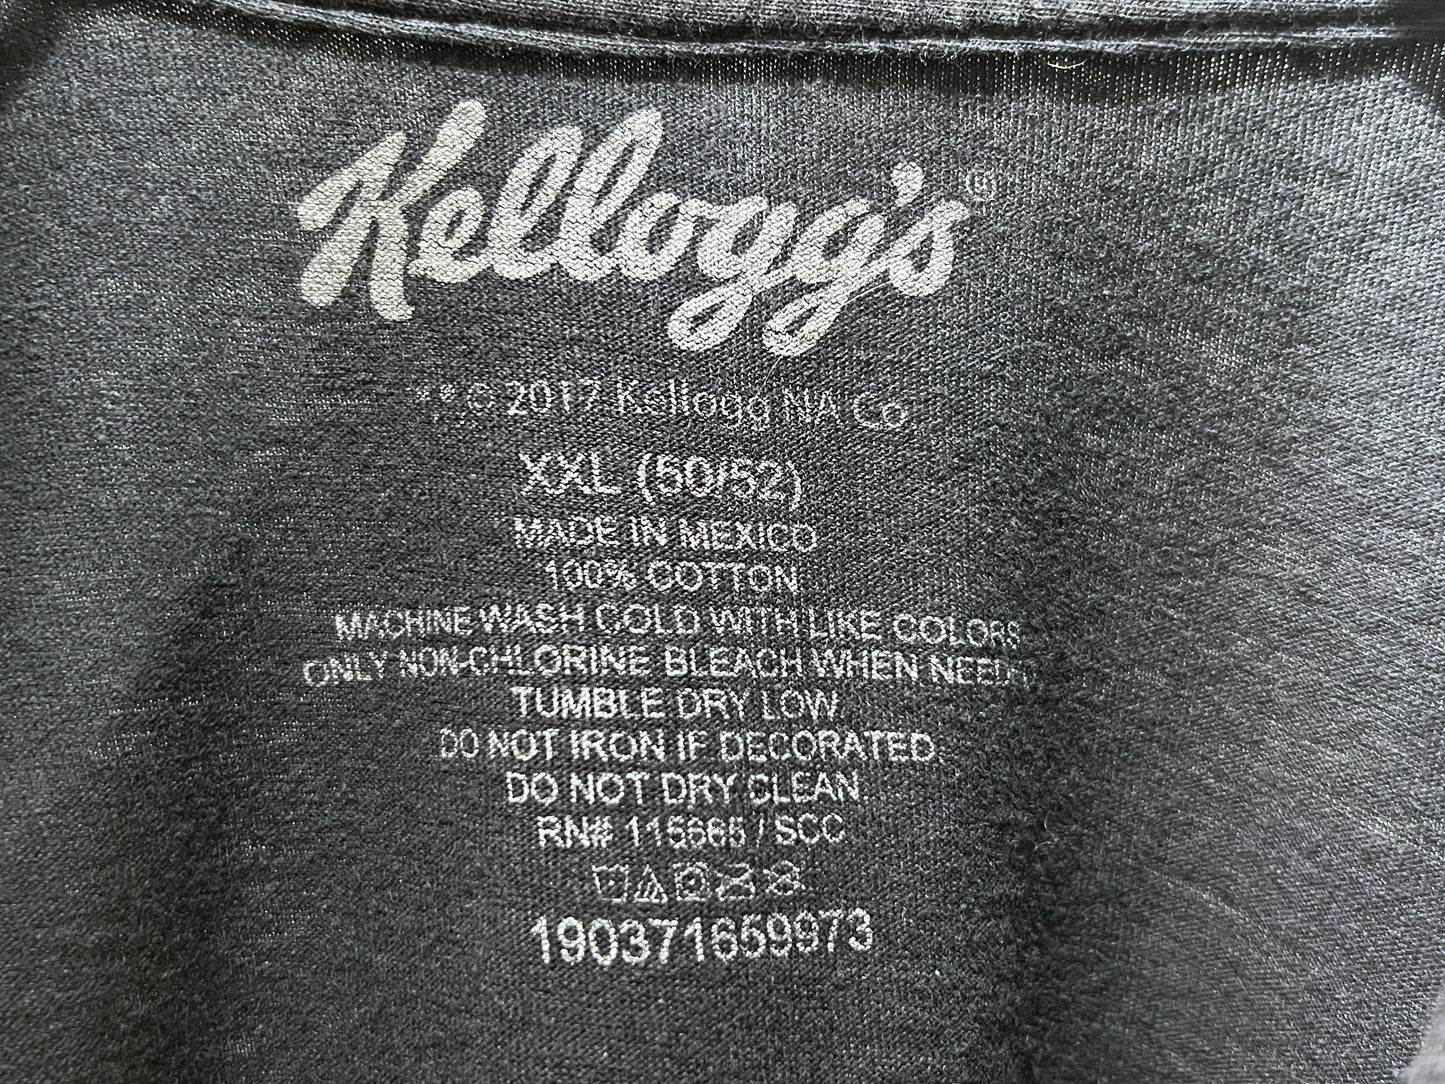 Kellogg's®
© 2017 Kellogg NA Co.
XXL (50/52)
MADE IN MEXICO
100% COTTON
MACHINE WASH COLD WITH LIKE COLORS
ONLY NON-CHLORINE BLEACH WHEN NEED
TUMBLE DRY LOW.
DO NOT IRON IF DECORATED.
DO NOT DRY CLEAN.
RN# 115665 / SCC
190371659973